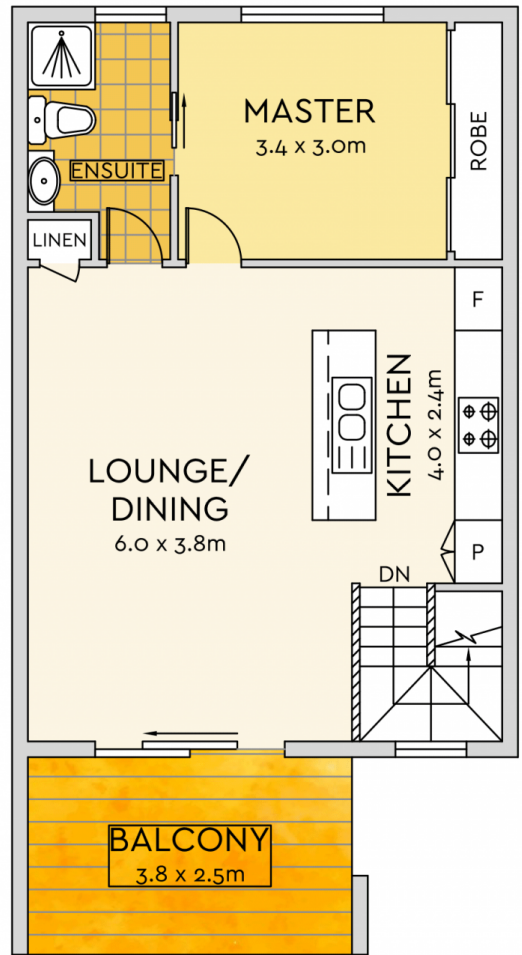 MASTER
3.4 x 3.0m
ROBE
ENSUITE
LINEN
F
KITCHEN
4.0 x 2.4m
LOUNGE/
DINING
6.0 x 3.8m
P
DN
BALCONY
3.8 x 2.5m